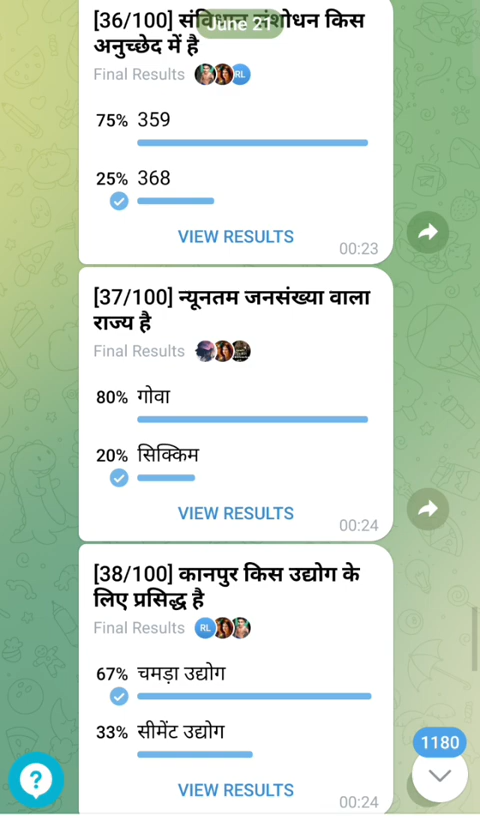 [36/100] संविधान संशोधन किस
June 21
अनुच्छेद में है
Final Results RL
75% 359
25% 368
VIEW RESULTS
00:23
[37/100] न्यूनतम जनसंख्या वाला
राज्य है
Final Results
80% गोवा
20% सिक्किम
VIEW RESULTS
00:24
[38/100] कानपुर किस उद्योग के
लिए प्रसिद्ध है
Final Results RL
67% चमड़ा उद्योग
33% सीमेंट उद्योग
1180
VIEW RESULTS
00:24